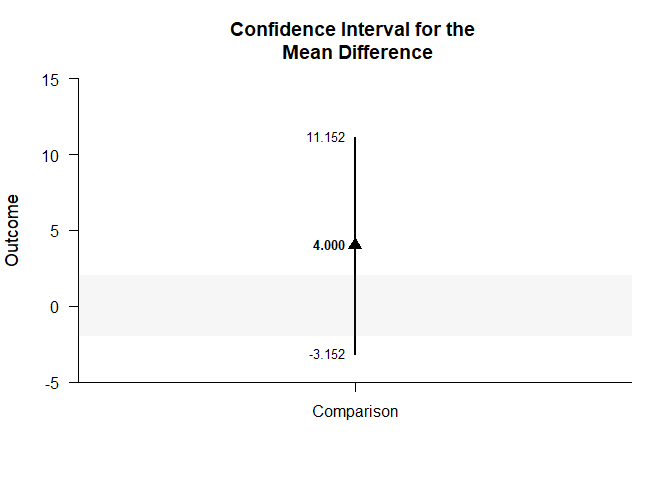 Confidence Interval for the
Mean Difference
15
10
5
0
-5
Outcome
11.152
4.000
-3.152
Comparison